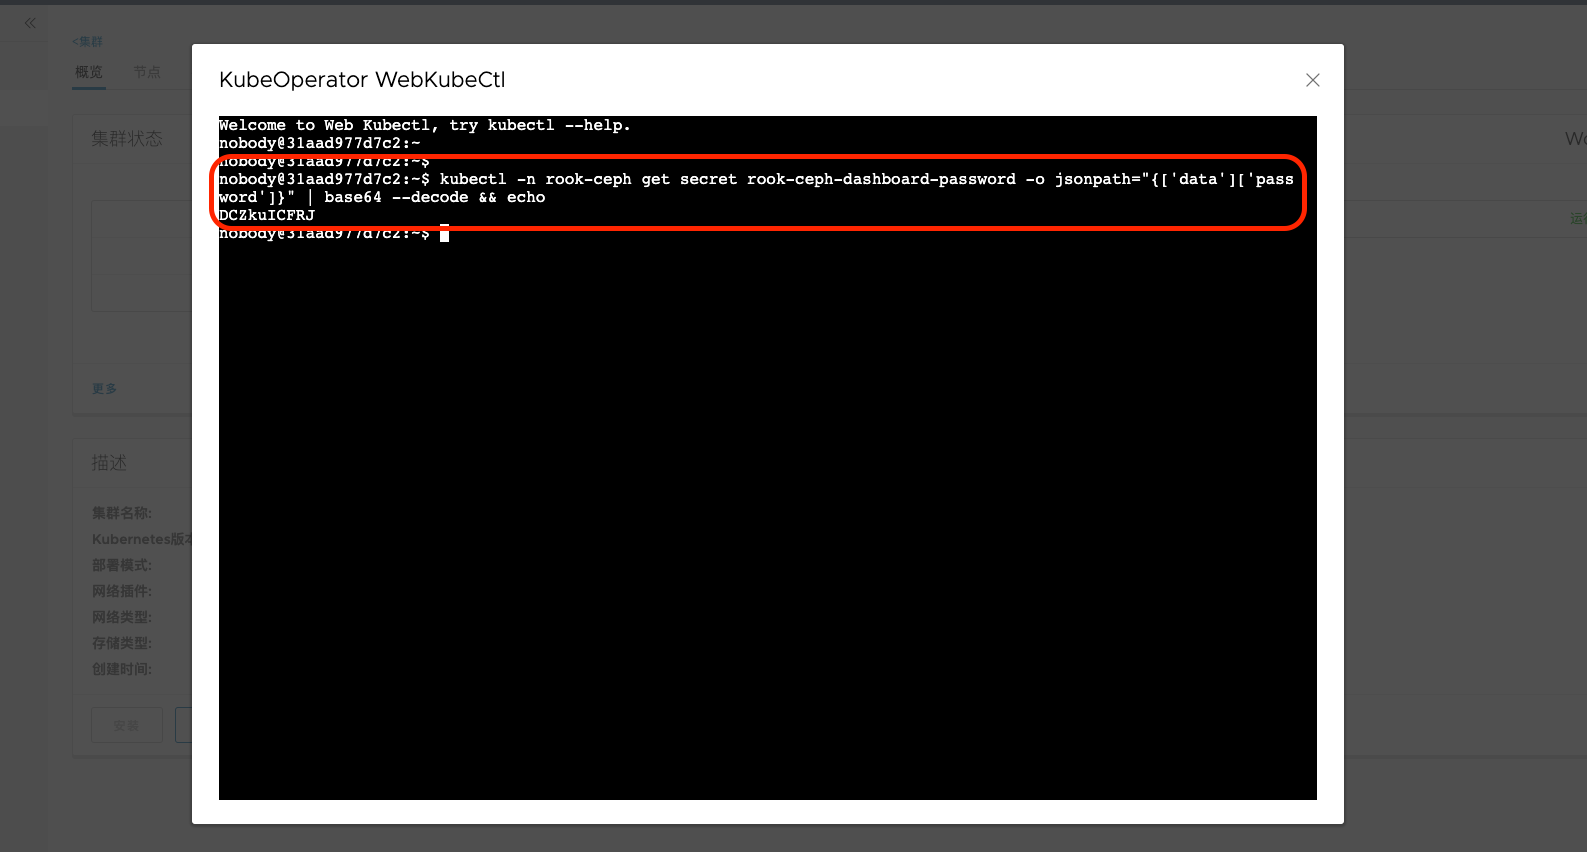 <集群
概览 节点
KubeOperator WebKubeCtl
集群状态
Welcome to Web Kubectl, try kubectl --help.
nobody@31aad977d7c2:~
nobody@31aad977d7c2:~$
nobody@31aad977d7c2:~$ kubectl -n rook-ceph get secret rook-ceph-dashboard-password -o jsonpath="{['data']['pass
word']}" | base64 --decode && echo
DCZkuICFRJ
nobody@31aad977d7c2:~$
更多
描述
集群名称:
Kubernetes版本
部署模式:
网络插件:
网络类型:
存储类型:
创建时间:
安装